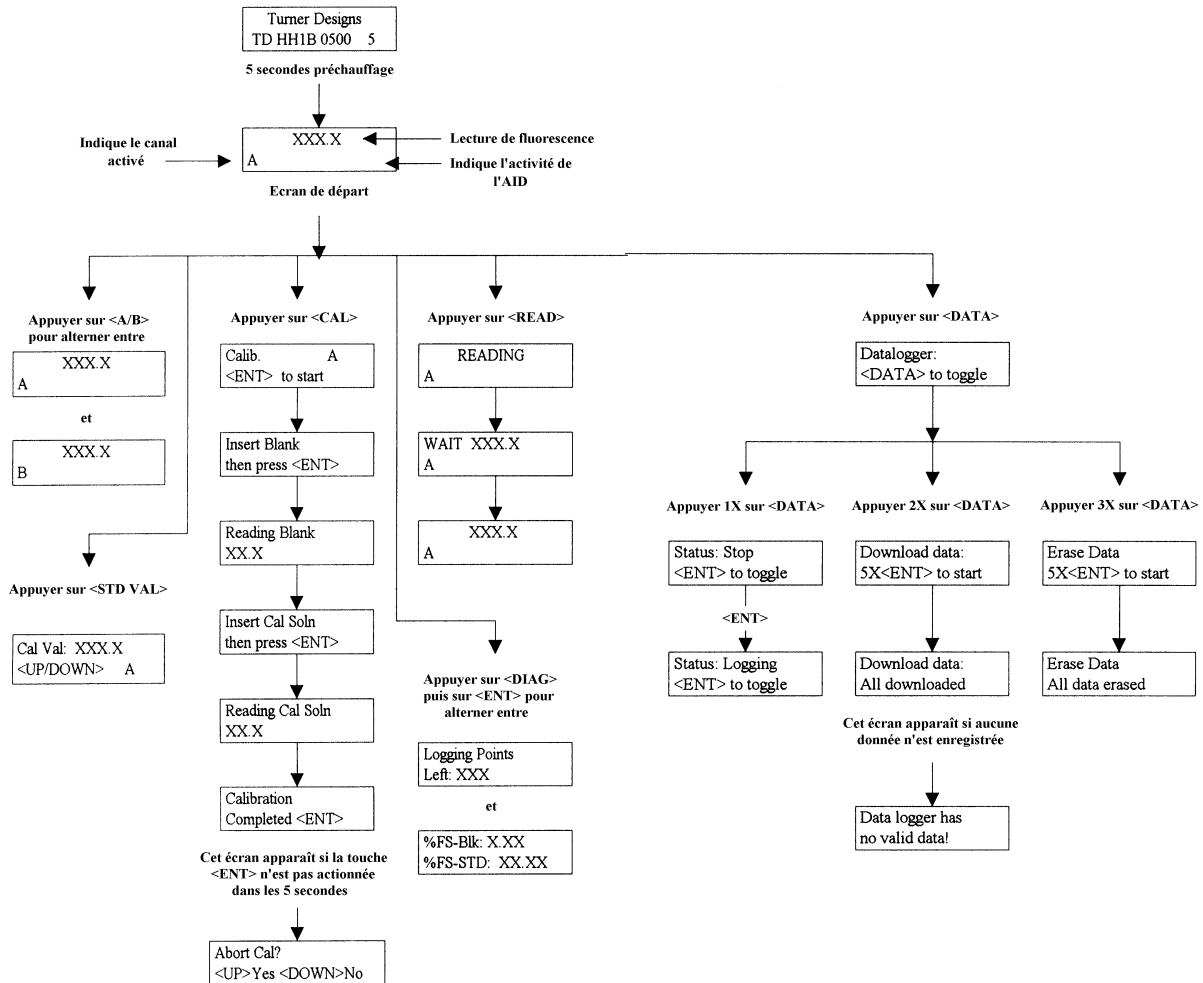 Turner Designs
TD HH1B 0500 5
5 secondes préchauffage
Indique le canal
activé
XXX.X
A
Lecture de fluorescence
Indique l'activité de
l'AID
Ecran de départ
Appuyer sur <A/B>
pour alterner entre
XXX.X
A
et
XXX.X
B
Appuyer sur <STD VAL>
Cal Val: XXX.X
<UP/DOWN> A
Appuyer sur <CAL>
Calib. A
<ENT> to start
Insert Blank
then press <ENT>
Reading Blank
XX.X
Insert Cal Soln
then press <ENT>
Reading Cal Soln
XX.X
Calibration
Completed <ENT>
Cet écran apparaît si la touche
<ENT> n'est pas actionnée
dans les 5 secondes
Abort Cal?
<UP>Yes <DOWN>No
Appuyer sur <READ>
READING
A
WAIT XXX.X
A
XXX.X
A
Appuyer sur <DIAG>
puis sur <ENT> pour
alterner entre
Logging Points
Left: XXX
et
%FS-Blk: X.XX
%FS-STD: XX.XX
Appuyer sur <DATA>
Datalogger:
<DATA> to toggle
Appuyer 1X sur <DATA>
Status: Stop
<ENT> to toggle
<ENT>
Status: Logging
<ENT> to toggle
Appuyer 2X sur <DATA>
Download data:
5X<ENT> to start
Download data:
All downloaded
Cet écran apparaît si aucune
donnée n'est enregistrée
Data logger has
no valid data!
Appuyer 3X sur <DATA>
Erase Data
5X<ENT> to start
Erase Data
All data erased